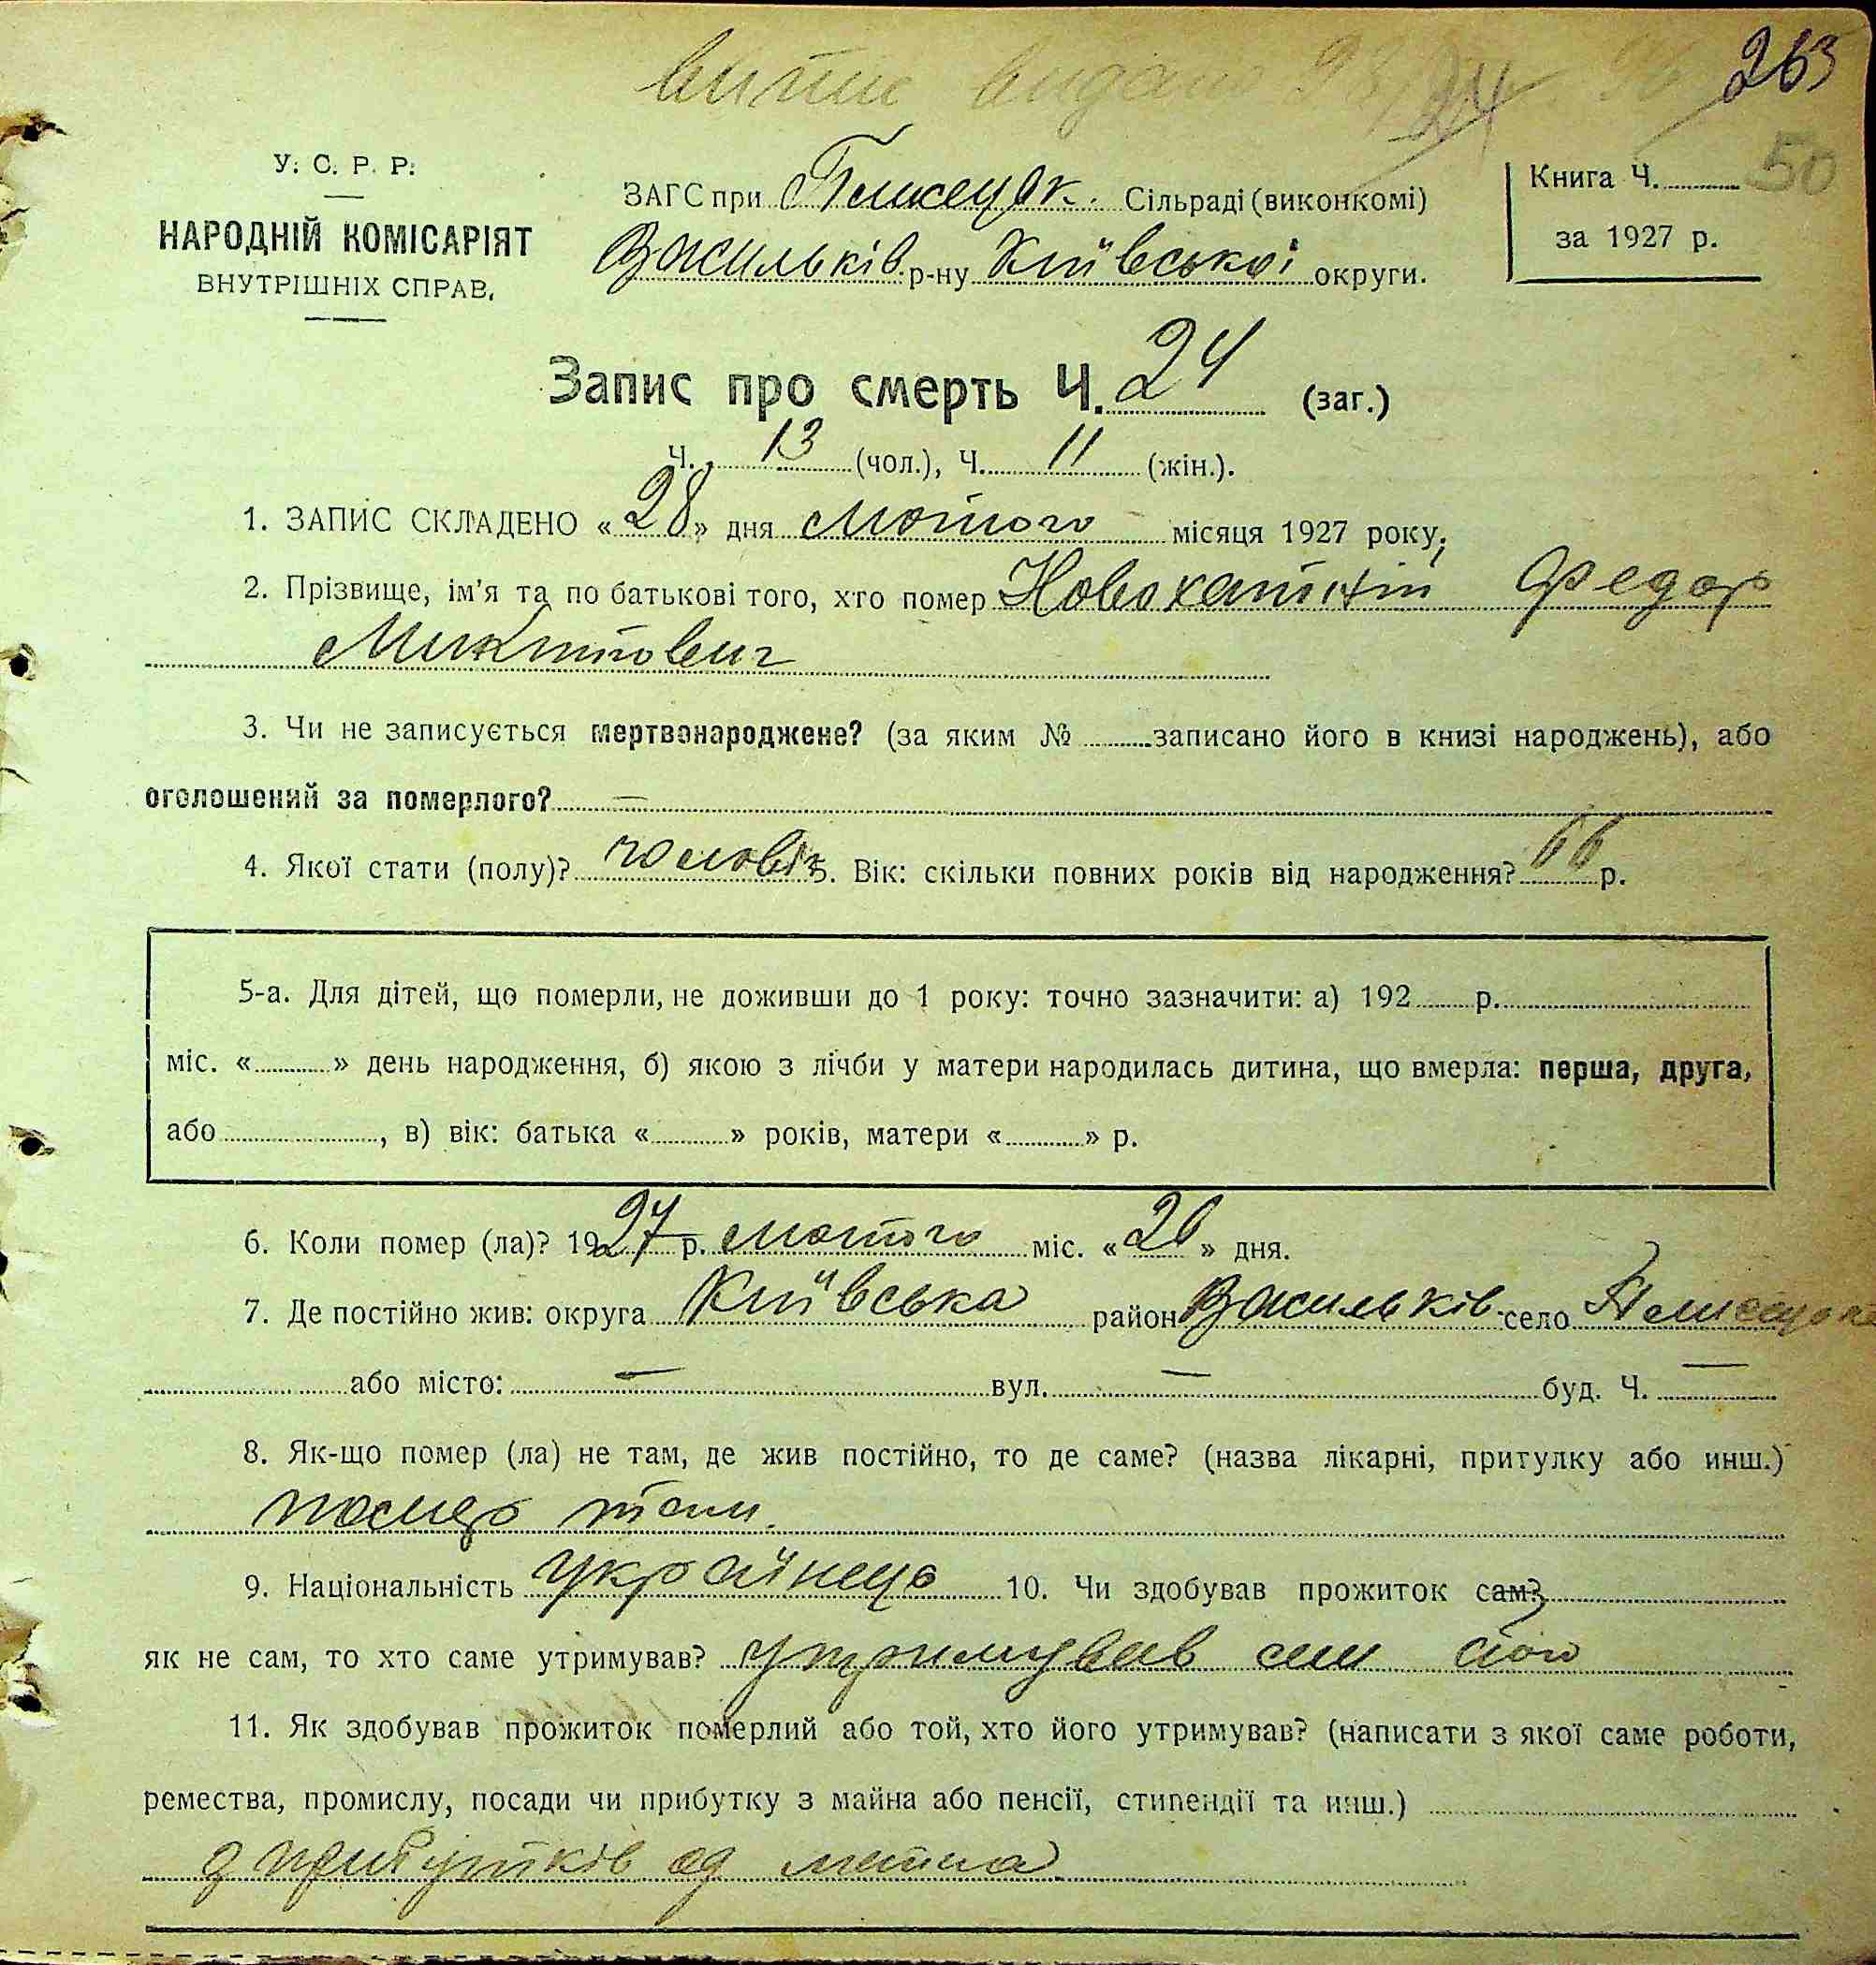 витяг видано
263
50
У. С. Р. Р.
НАРОДНІЙ КОМІСАРІЯТ
ВНУТРІШНІХ СПРАВ.
ЗАГС при Плисецьк. Сільраді (виконкомі)
Васильків. р-ну Київської округи.
Книга Ч.
за 1927 р.
Запис про смерть Ч. 24 (заг.)
Ч. 13 (чол.), Ч. 11 (жін.).
1. ЗАПИС СКЛАДЕНО «28» дня Лютого місяця 1927 року;
2. Прізвище, ім'я та по батькові того, хто помер Новохатній Федор
Микитович
3. Чи не записується мертвонароджене? (за яким № записано його в книзі народжень), або
оголошений за померлого? —
4. Якої стати (полу)? чоловік 5. Вік: скільки повних років від народження? 66 р.
5-а. Для дітей, що померли, не доживши до 1 року: точно зазначити: а) 192 р.
міс. « » день народження, б) якою з лічби у матери народилась дитина, що вмерла: перша, друга,
або , в) вік: батька « » років, матери « » р.
6. Коли помер (ла)? 1927 р. Лютого міс. «26» дня.
7. Де постійно жив: округа Київська район Васильків. село Плисецьке
або місто: — вул. — буд. Ч. —
8. Як-що помер (ла) не там, де жив постійно, то де саме? (назва лікарні, притулку або инш.)
9. Національність Українець 10. Чи здобував прожиток сам?
як не сам, то хто саме утримував? утримував сам
11. Як здобував прожиток померлий або той, хто його утримував? (написати з якої саме роботи,
ремества, промислу, посади чи прибутку з майна або пенсії, стипендії та инш.)
з прибутків од майна